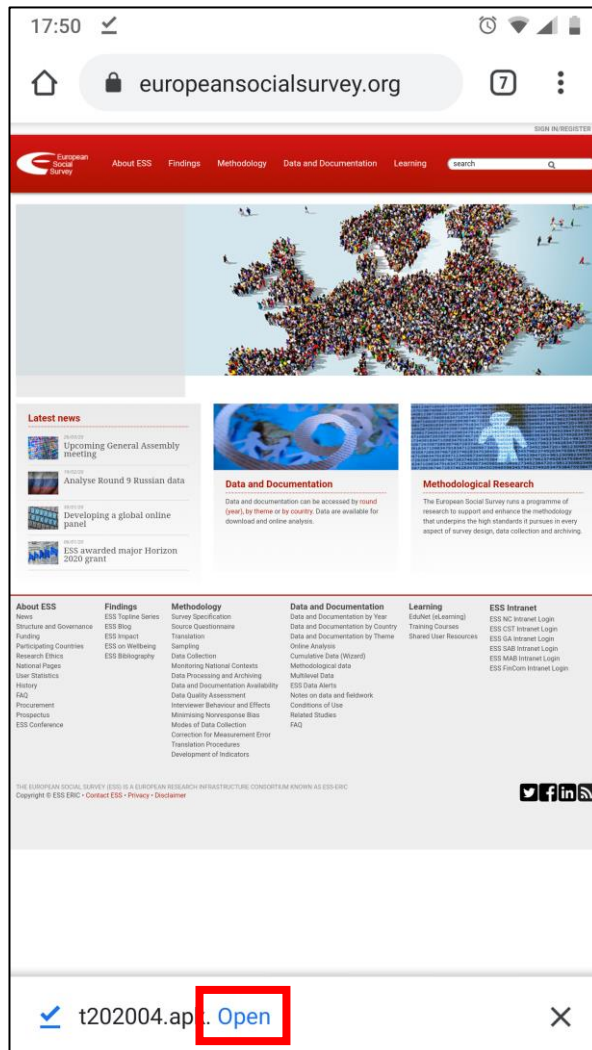 17:50
europeansocialsurvey.org
7
SIGN IN/REGISTER
European
Social
Survey
About ESS Findings Methodology Data and Documentation Learning search
Latest news
Upcoming General Assembly
meeting
Analyse Round 9 Russian data
Developing a global online
panel
ESS awarded major Horizon
2020 grant
Data and Documentation
Data and documentation can be accessed by round
(year), by theme or by country. Data are available for
download and online analysis.
Methodological Research
The European Social Survey runs a programme of
research to support and enhance the methodology
that underpins the high standards it pursues in every
aspect of survey design, data collection and archiving.
About ESS
News
Structure and Governance
Funding
Participating Countries
Research Ethics
National Pages
User Statistics
History
FAQ
Procurement
Prospectus
ESS Conference
Findings
ESS Topline Series
ESS Blog
ESS Impact
ESS on Wellbeing
ESS Bibliography
Methodology
Survey Specification
Source Questionnaire
Translation
Sampling
Data Collection
Monitoring National Contexts
Data Processing and Archiving
Data and Documentation Availability
Data Quality Assessment
Interviewer Behaviour and Effects
Minimising Nonresponse Bias
Modes of Data Collection
Correction for Measurement Error
Translation Procedures
Development of Indicators
Data and Documentation
Data and Documentation by Year
Data and Documentation by Country
Data and Documentation by Theme
Online Analysis
Cumulative Data (Wizard)
Methodological data
Multilevel Data
ESS Data Alerts
Notes on data and fieldwork
Conditions of Use
Related Studies
FAQ
Learning
EduNet (eLearning)
Training Courses
Shared User Resources
ESS Intranet
ESS NC Intranet Login
ESS CST Intranet Login
ESS GA Intranet Login
ESS SAB Intranet Login
ESS MAB Intranet Login
ESS FinCom Intranet Login
THE EUROPEAN SOCIAL SURVEY (ESS) IS A EUROPEAN RESEARCH INFRASTRUCTURE CONSORTIUM KNOWN AS ESS ERIC
Copyright © ESS ERIC • Contact ESS • Privacy • Disclaimer
t202004.apk. Open